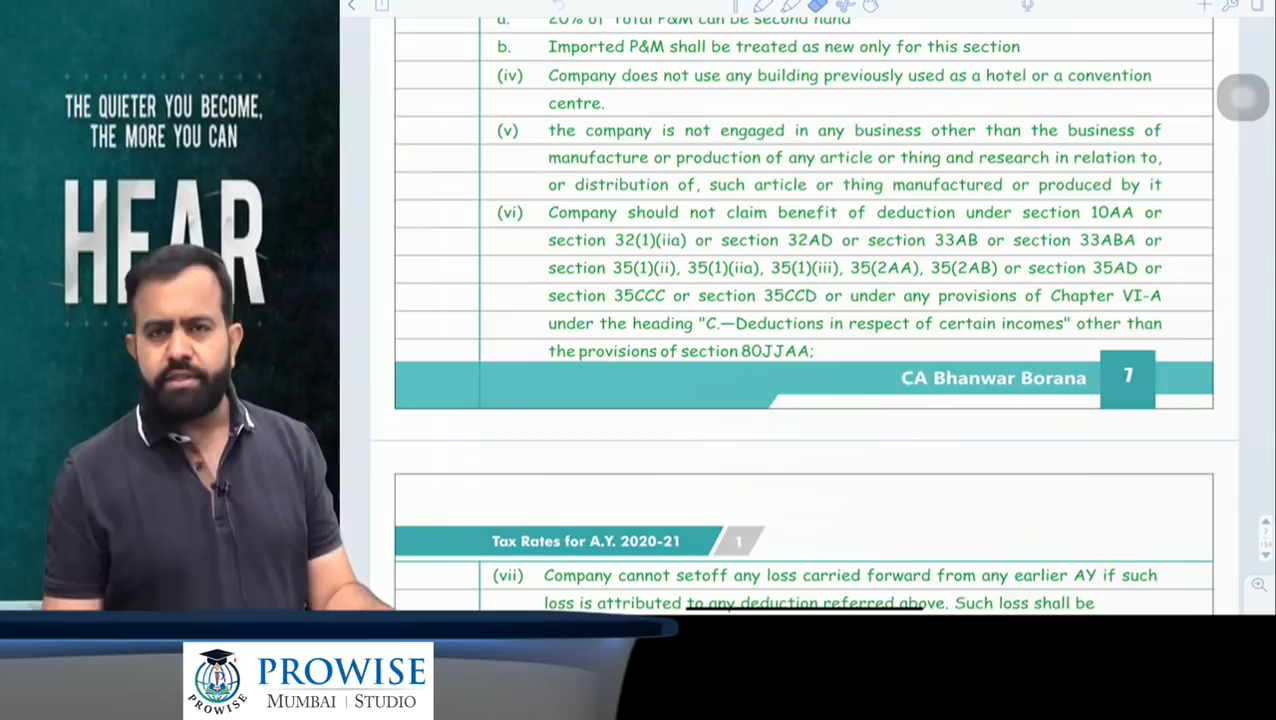 THE QUIETER YOU BECOME,
THE MORE YOU CAN
HEAR
a. 20% of Total P&M can be second hand
b. Imported P&M shall be treated as new only for this section
(iv) Company does not use any building previously used as a hotel or a convention
centre.
(v) the company is not engaged in any business other than the business of
manufacture or production of any article or thing and research in relation to,
or distribution of, such article or thing manufactured or produced by it
(vi) Company should not claim benefit of deduction under section 10AA or
section 32(1)(iia) or section 32AD or section 33AB or section 33ABA or
section 35(1)(ii), 35(1)(iia), 35(1)(iii), 35(2AA), 35(2AB) or section 35AD or
section 35CCC or section 35CCD or under any provisions of Chapter VI-A
under the heading "C.—Deductions in respect of certain incomes" other than
the provisions of section 80JJAA;
CA Bhanwar Borana 7
Tax Rates for A.Y. 2020-21 1
(vii) Company cannot setoff any loss carried forward from any earlier AY if such
loss is attributed to any deduction referred above. Such loss shall be
PROWISE
PROWISE
MUMBAI | STUDIO